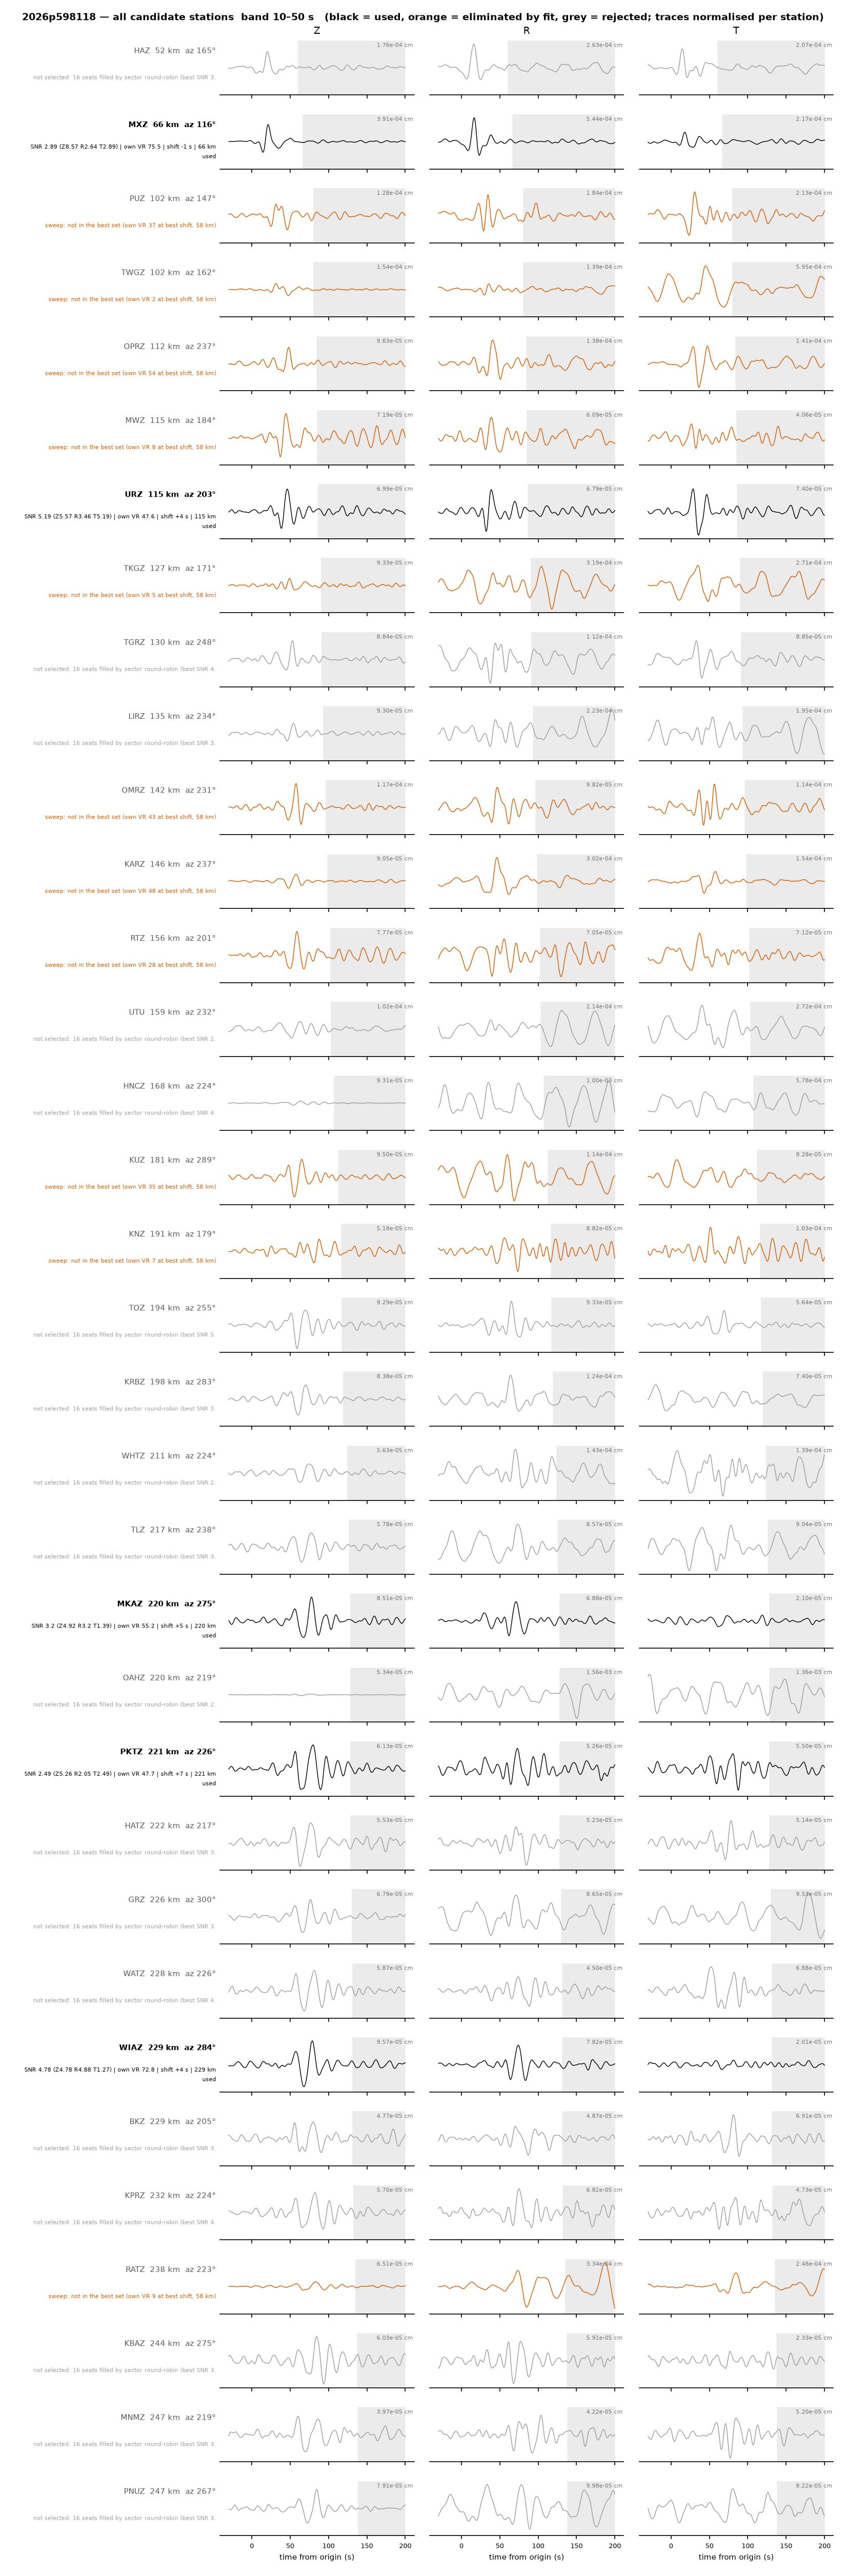 2026p598118 — all candidate stations  band 10–50 s   (black = used, orange = eliminated by fit, grey = rejected; traces normalised per station)
Z R T
HAZ  52 km  az 165°
1.76e-04 cm 2.63e-04 cm 2.07e-04 cm
not selected: 16 seats filled by sector round-robin (best SNR 3.
MXZ  66 km  az 116°
3.91e-04 cm 5.44e-04 cm 2.17e-04 cm
SNR 2.89 (Z8.57 R2.64 T2.89) | own VR 75.5 | shift -1 s | 66 km
used
PUZ  102 km  az 147°
1.28e-04 cm 1.84e-04 cm 2.13e-04 cm
sweep: not in the best set (own VR 37 at best shift, 58 km)
TWGZ  102 km  az 162°
1.54e-04 cm 1.39e-04 cm 5.95e-04 cm
sweep: not in the best set (own VR 2 at best shift, 58 km)
OPRZ  112 km  az 237°
9.63e-05 cm 1.38e-04 cm 1.41e-04 cm
sweep: not in the best set (own VR 54 at best shift, 58 km)
MWZ  115 km  az 184°
7.19e-05 cm 6.09e-05 cm 4.06e-05 cm
sweep: not in the best set (own VR 8 at best shift, 58 km)
URZ  115 km  az 203°
6.99e-05 cm 6.79e-05 cm 7.40e-05 cm
SNR 5.19 (Z5.57 R3.46 T5.19) | own VR 47.6 | shift +4 s | 115 km
used
TKGZ  127 km  az 171°
9.33e-05 cm 3.19e-04 cm 2.71e-04 cm
sweep: not in the best set (own VR 5 at best shift, 58 km)
TGRZ  130 km  az 248°
8.84e-05 cm 1.12e-04 cm 8.85e-05 cm
not selected: 16 seats filled by sector round-robin (best SNR 4.
LIRZ  135 km  az 234°
9.30e-05 cm 2.23e-04 cm 1.95e-04 cm
not selected: 16 seats filled by sector round-robin (best SNR 3.
OMRZ  142 km  az 231°
1.17e-04 cm 9.82e-05 cm 1.14e-04 cm
sweep: not in the best set (own VR 43 at best shift, 58 km)
KARZ  146 km  az 237°
9.05e-05 cm 3.02e-04 cm 1.54e-04 cm
sweep: not in the best set (own VR 48 at best shift, 58 km)
RTZ  156 km  az 201°
7.77e-05 cm 7.05e-05 cm 7.12e-05 cm
sweep: not in the best set (own VR 28 at best shift, 58 km)
UTU  159 km  az 232°
1.02e-04 cm 2.14e-04 cm 2.72e-04 cm
not selected: 16 seats filled by sector round-robin (best SNR 2.
HNCZ  168 km  az 224°
9.31e-05 cm 1.00e-03 cm 5.78e-04 cm
not selected: 16 seats filled by sector round-robin (best SNR 4.
KUZ  181 km  az 289°
9.50e-05 cm 1.14e-04 cm 8.28e-05 cm
sweep: not in the best set (own VR 35 at best shift, 58 km)
KNZ  191 km  az 179°
5.18e-05 cm 8.82e-05 cm 1.03e-04 cm
sweep: not in the best set (own VR 7 at best shift, 58 km)
TOZ  194 km  az 255°
9.29e-05 cm 9.33e-05 cm 5.64e-05 cm
not selected: 16 seats filled by sector round-robin (best SNR 5.
KRBZ  198 km  az 283°
8.38e-05 cm 1.24e-04 cm 7.40e-05 cm
not selected: 16 seats filled by sector round-robin (best SNR 3.
WHTZ  211 km  az 224°
5.63e-05 cm 1.43e-04 cm 1.39e-04 cm
not selected: 16 seats filled by sector round-robin (best SNR 2.
TLZ  217 km  az 238°
5.78e-05 cm 8.57e-05 cm 9.04e-05 cm
not selected: 16 seats filled by sector round-robin (best SNR 3.
MKAZ  220 km  az 275°
8.51e-05 cm 6.88e-05 cm 2.10e-05 cm
SNR 3.2 (Z4.92 R3.2 T1.39) | own VR 55.2 | shift +5 s | 220 km
used
OAHZ  220 km  az 219°
5.34e-05 cm 1.56e-03 cm 1.36e-03 cm
not selected: 16 seats filled by sector round-robin (best SNR 2.
PKTZ  221 km  az 226°
6.13e-05 cm 5.26e-05 cm 5.50e-05 cm
SNR 2.49 (Z5.26 R2.05 T2.49) | own VR 47.7 | shift +7 s | 221 km
used
HATZ  222 km  az 217°
5.53e-05 cm 5.23e-05 cm 5.14e-05 cm
not selected: 16 seats filled by sector round-robin (best SNR 3.
GRZ  226 km  az 300°
6.79e-05 cm 8.65e-05 cm 9.53e-05 cm
not selected: 16 seats filled by sector round-robin (best SNR 3.
WATZ  228 km  az 226°
5.87e-05 cm 4.50e-05 cm 6.88e-05 cm
not selected: 16 seats filled by sector round-robin (best SNR 4.
WIAZ  229 km  az 284°
9.57e-05 cm 7.82e-05 cm 2.01e-05 cm
SNR 4.78 (Z4.78 R4.88 T1.27) | own VR 72.8 | shift +4 s | 229 km
used
BKZ  229 km  az 205°
4.77e-05 cm 4.87e-05 cm 6.91e-05 cm
not selected: 16 seats filled by sector round-robin (best SNR 3.
KPRZ  232 km  az 224°
5.70e-05 cm 6.82e-05 cm 4.73e-05 cm
not selected: 16 seats filled by sector round-robin (best SNR 4.
RATZ  238 km  az 223°
6.51e-05 cm 3.34e-04 cm 2.48e-04 cm
sweep: not in the best set (own VR 9 at best shift, 58 km)
KBAZ  244 km  az 275°
6.03e-05 cm 5.91e-05 cm 2.33e-05 cm
not selected: 16 seats filled by sector round-robin (best SNR 3.
MNMZ  247 km  az 219°
3.97e-05 cm 4.22e-05 cm 5.20e-05 cm
not selected: 16 seats filled by sector round-robin (best SNR 3.
PNUZ  247 km  az 267°
7.91e-05 cm 9.98e-05 cm 8.22e-05 cm
not selected: 16 seats filled by sector round-robin (best SNR 3.
0 50 100 150 200 0 50 100 150 200 0 50 100 150 200
time from origin (s) time from origin (s) time from origin (s)